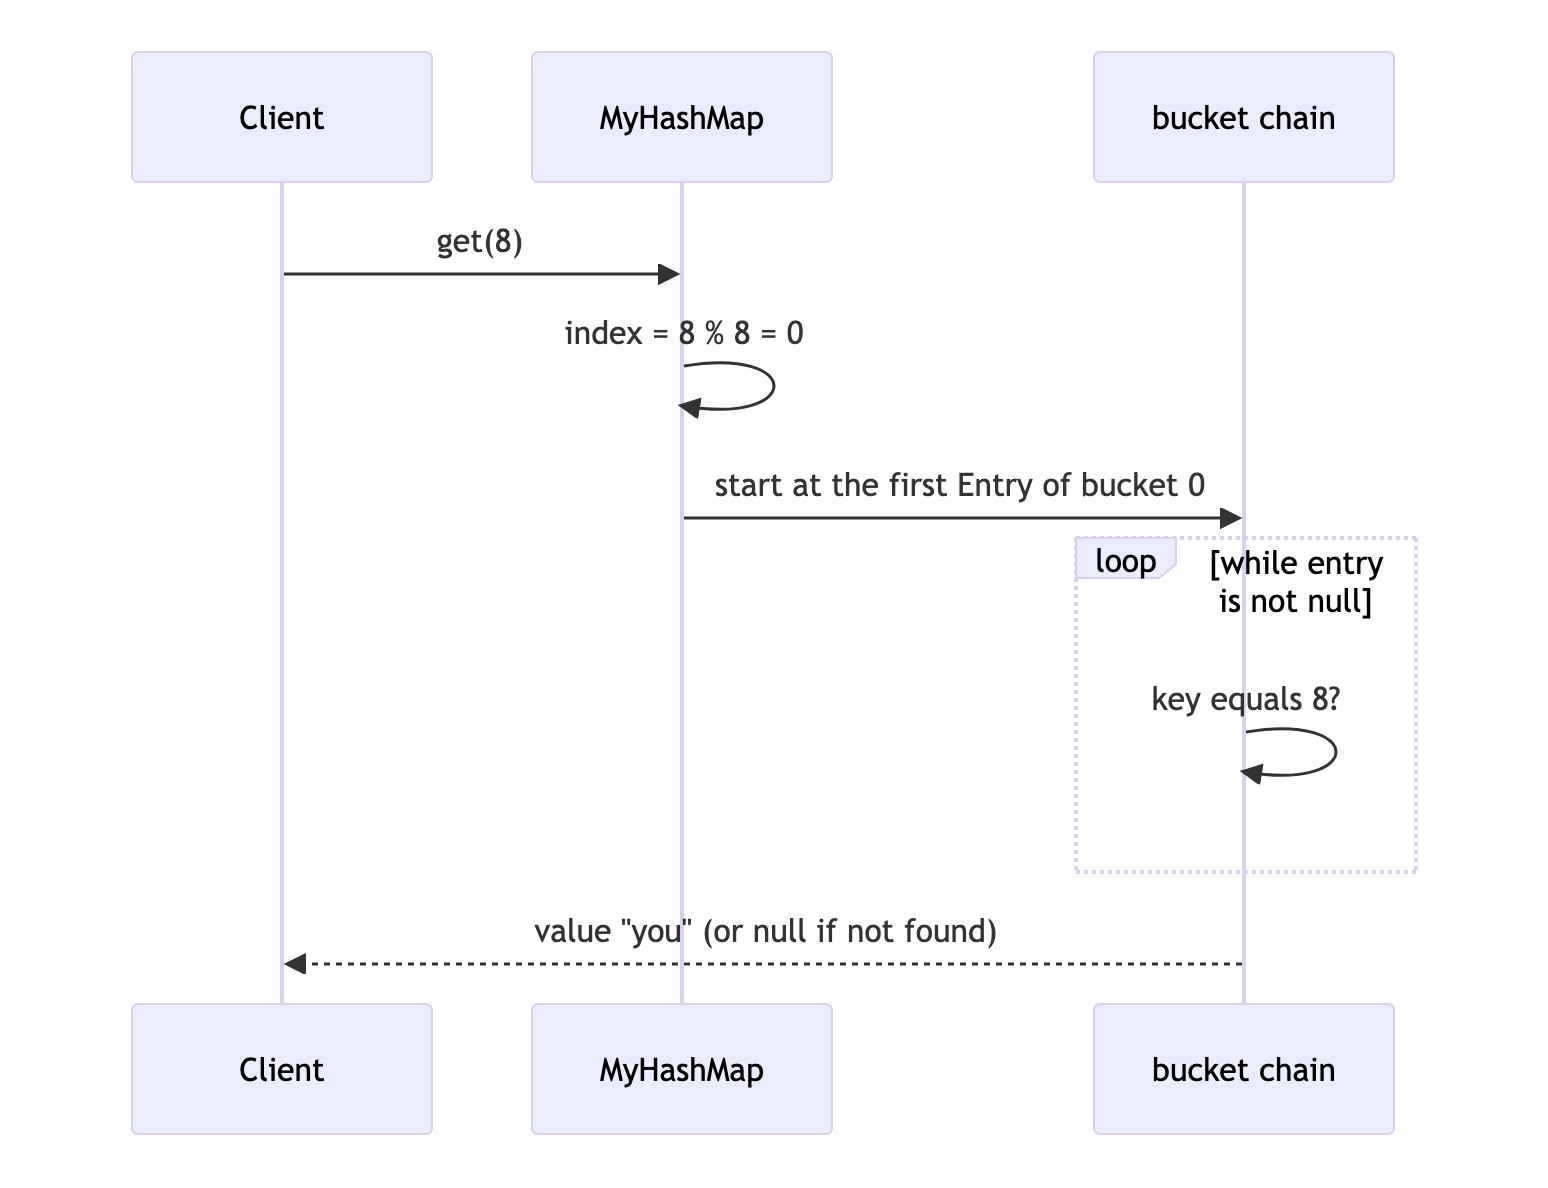 Client
MyHashMap
bucket chain
get(8)
index = 8 % 8 = 0
start at the first Entry of bucket 0
loop
[while entry
is not null]
key equals 8?
value "you" (or null if not found)
Client
MyHashMap
bucket chain